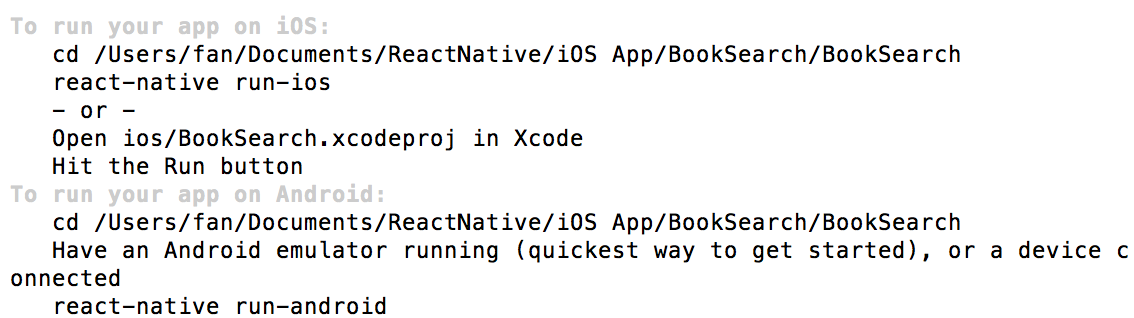 To run your app on iOS:
cd /Users/fan/Documents/ReactNative/iOS App/BookSearch/BookSearch
react-native run-ios
- or -
Open ios/BookSearch.xcodeproj in Xcode
Hit the Run button
To run your app on Android:
cd /Users/fan/Documents/ReactNative/iOS App/BookSearch/BookSearch
Have an Android emulator running (quickest way to get started), or a device c
onnected
react-native run-android